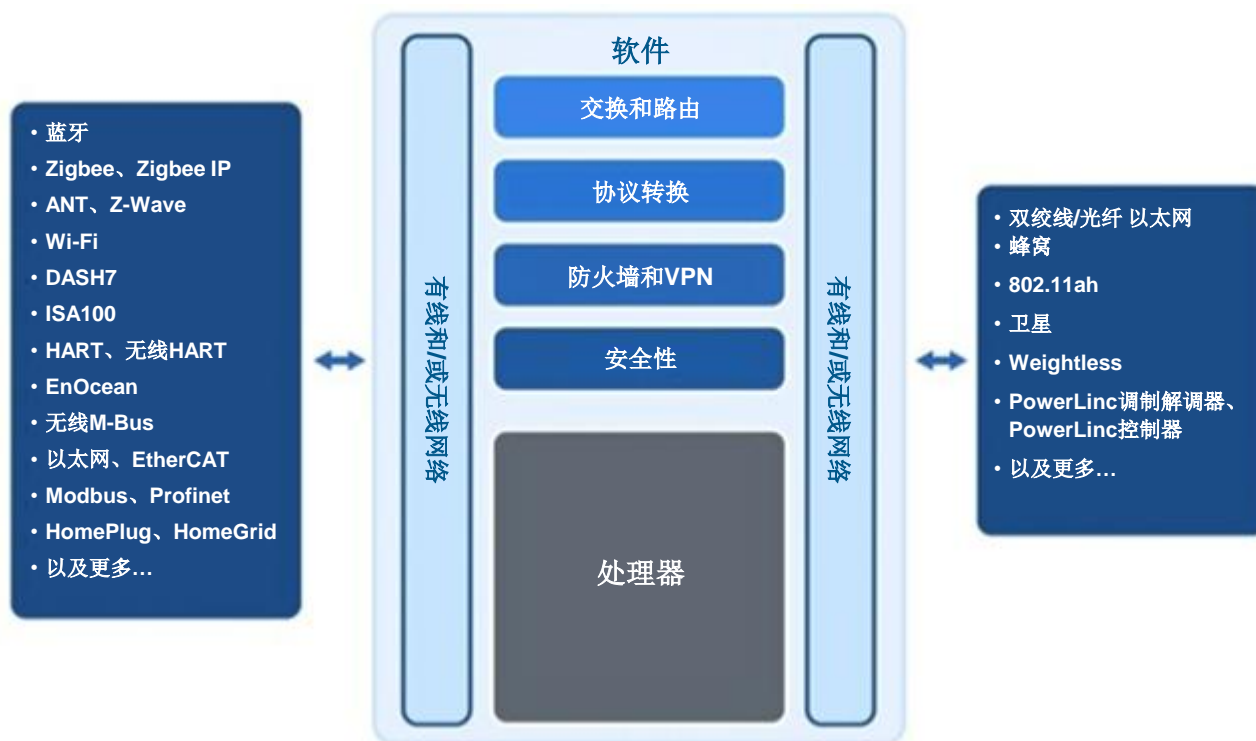 • 蓝牙
• Zigbee、Zigbee IP
• ANT、Z-Wave
• Wi-Fi
• DASH7
• ISA100
• HART、无线HART
• EnOcean
• 无线M-Bus
• 以太网、EtherCAT
• Modbus、Profinet
• HomePlug、HomeGrid
• 以及更多...
有线和/或无线网络
软件
交换和路由
协议转换
防火墙和VPN
安全性
处理器
有线和/或无线网络
• 双绞线/光纤 以太网
• 蜂窝
• 802.11ah
• 卫星
• Weightless
• PowerLinc调制解调器、
PowerLinc控制器
• 以及更多...